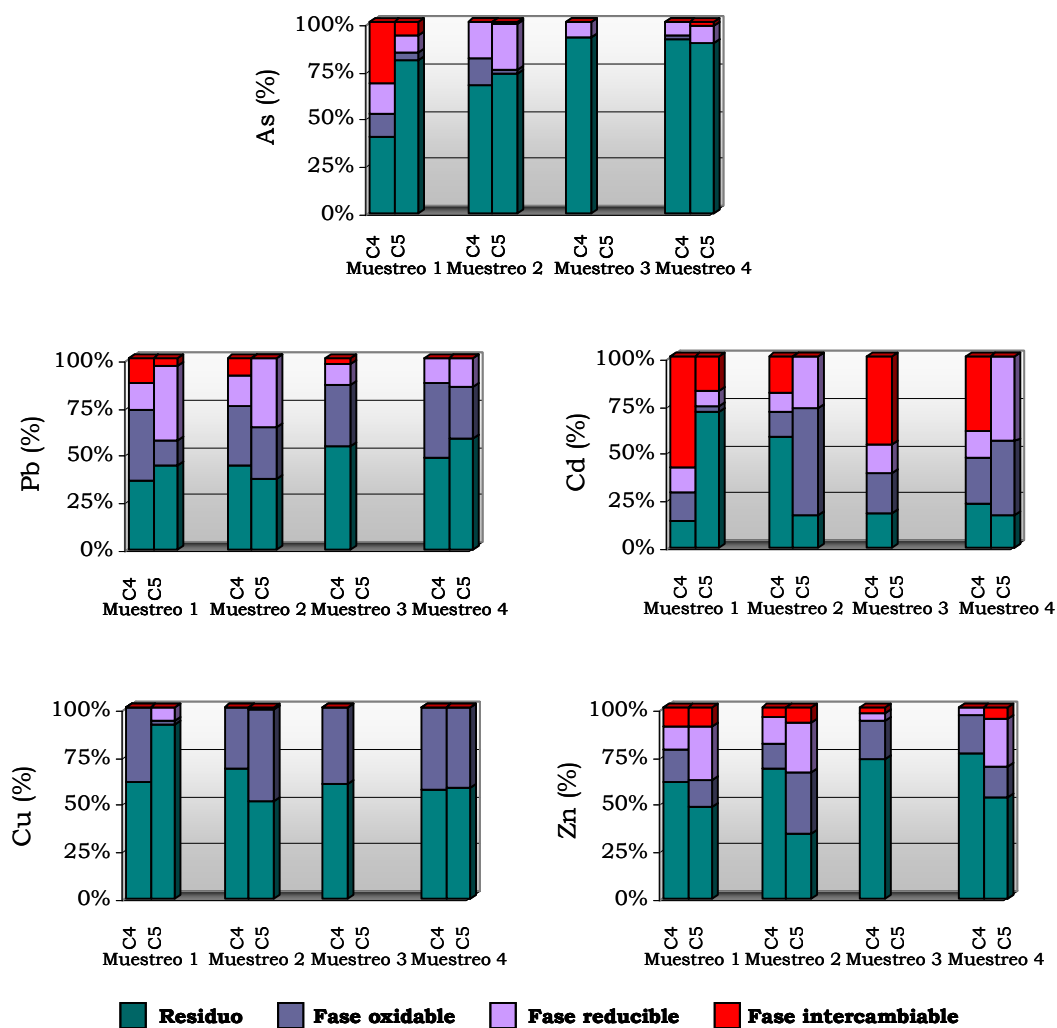 As (%)
100%
75%
50%
25%
0%
C4 C5 C4 C5 C4 C5 C4 C5
Muestreo 1 Muestreo 2 Muestreo 3 Muestreo 4
Pb (%)
100%
75%
50%
25%
0%
C4 C5 C4 C5 C4 C5 C4 C5
Muestreo 1 Muestreo 2 Muestreo 3 Muestreo 4
Cd (%)
100%
75%
50%
25%
0%
C4 C5 C4 C5 C4 C5 C4 C5
Muestreo 1 Muestreo 2 Muestreo 3 Muestreo 4
Cu (%)
100%
75%
50%
25%
0%
C4 C5 C4 C5 C4 C5 C4 C5
Muestreo 1 Muestreo 2 Muestreo 3 Muestreo 4
Zn (%)
100%
75%
50%
25%
0%
C4 C5 C4 C5 C4 C5 C4 C5
Muestreo 1 Muestreo 2 Muestreo 3 Muestreo 4
Residuo Fase oxidable Fase reducible Fase intercambiable